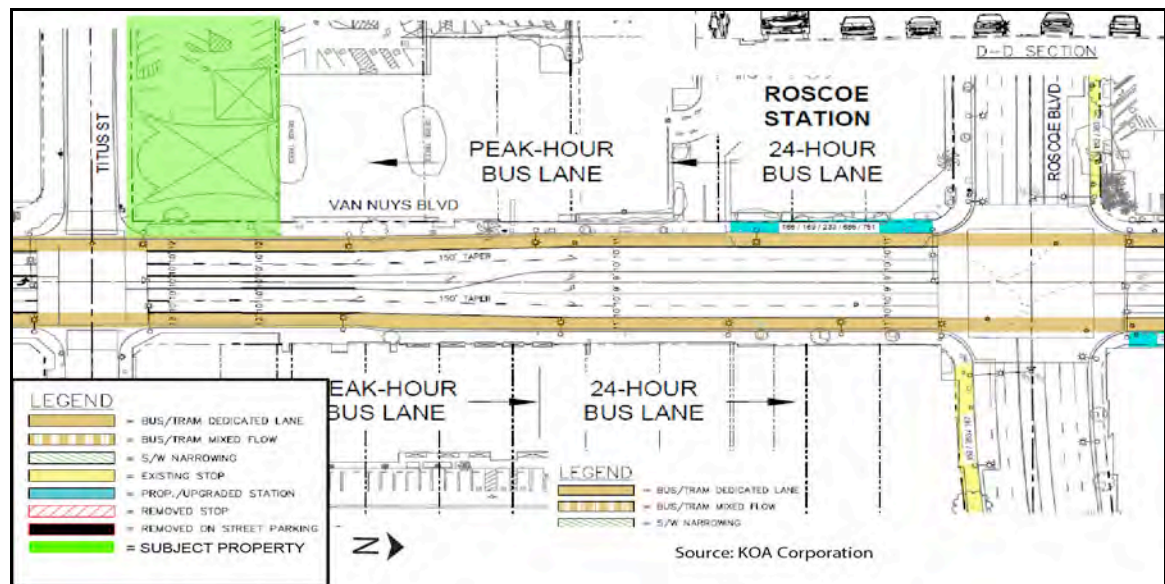 D-D SECTION
TITUS ST
PEAK-HOUR
BUS LANE
ROSCOE
STATION
24-HOUR
BUS LANE
ROSCOE BLVD
VAN NUYS BLVD
150' TAPER
150' TAPER
EAK-HOUR
BUS LANE
24-HOUR
BUS LANE
LEGEND
= BUS/TRAM DEDICATED LANE
= BUS/TRAM MIXED FLOW
= S/W NARROWING
= EXISTING STOP
= PROP./UPGRADED STATION
= REMOVED STOP
= REMOVED ON STREET PARKING
= SUBJECT PROPERTY
LEGEND
= BUS/TRAM DEDICATED LANE
= BUS/TRAM MIXED FLOW
= S/W NARROWING
N
Source: KOA Corporation